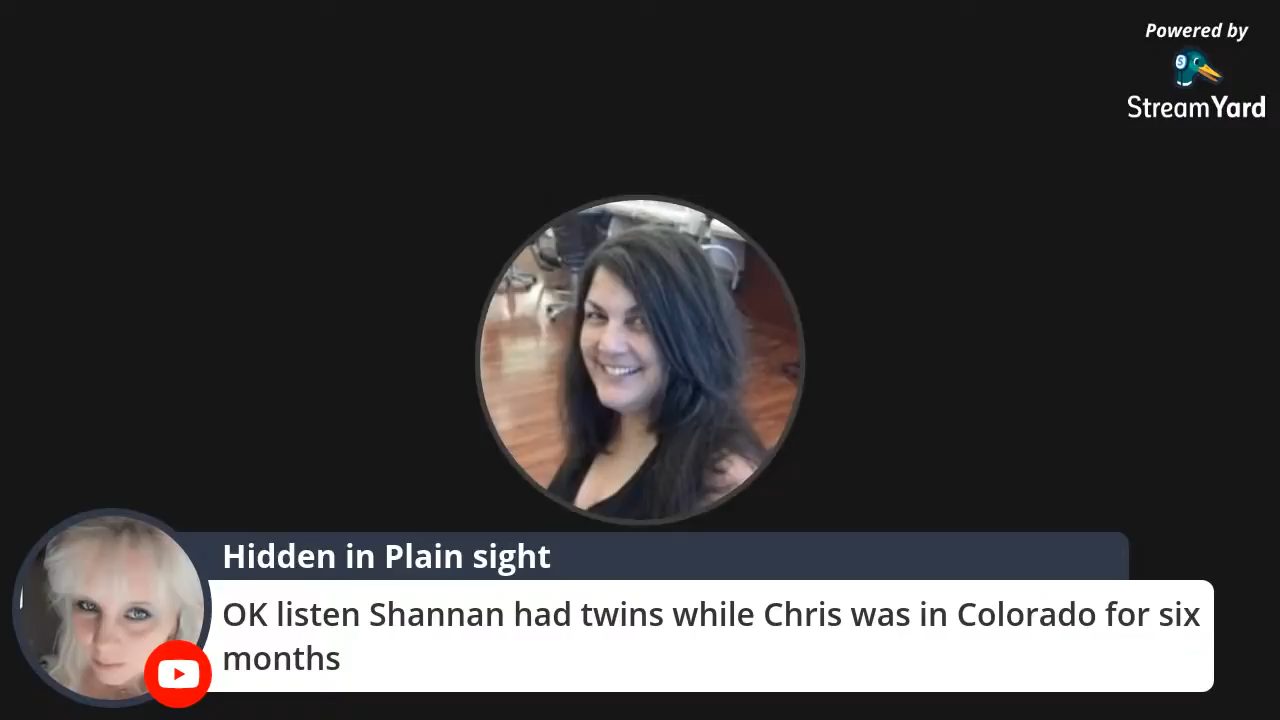 Powered by
StreamYard
Hidden in Plain sight
OK listen Shannan had twins while Chris was in Colorado for six
months